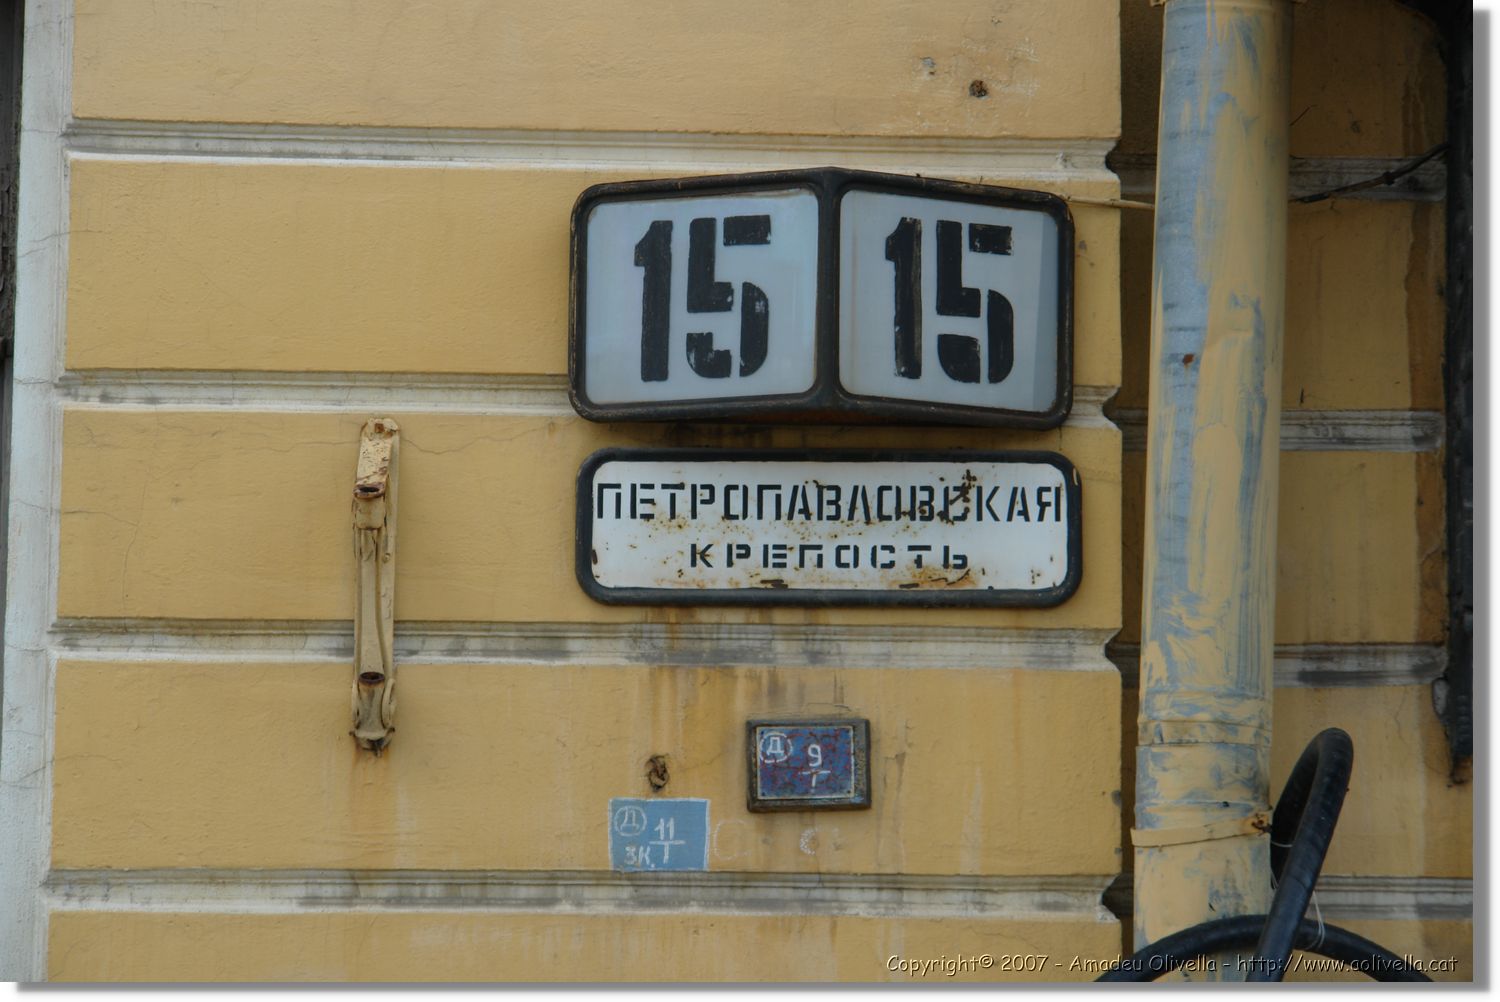 15 15
ПЕТРОПАВЛОВСКАЯ
КРЕПОСТЬ
Д 9
Г
Д 11
ЗК. Г
Copyright© 2007 - Amadeu Olivella - http://www.aolivella.cat